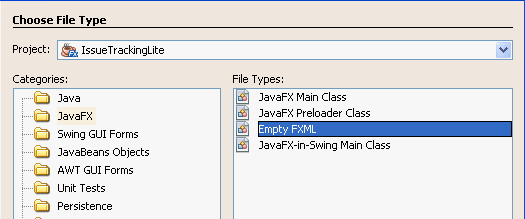 Choose File Type
Project: IssueTrackingLite
Categories:
Java
JavaFX
Swing GUI Forms
JavaBeans Objects
AWT GUI Forms
Unit Tests
Persistence
File Types:
JavaFX Main Class
JavaFX Preloader Class
Empty FXML
JavaFX-in-Swing Main Class